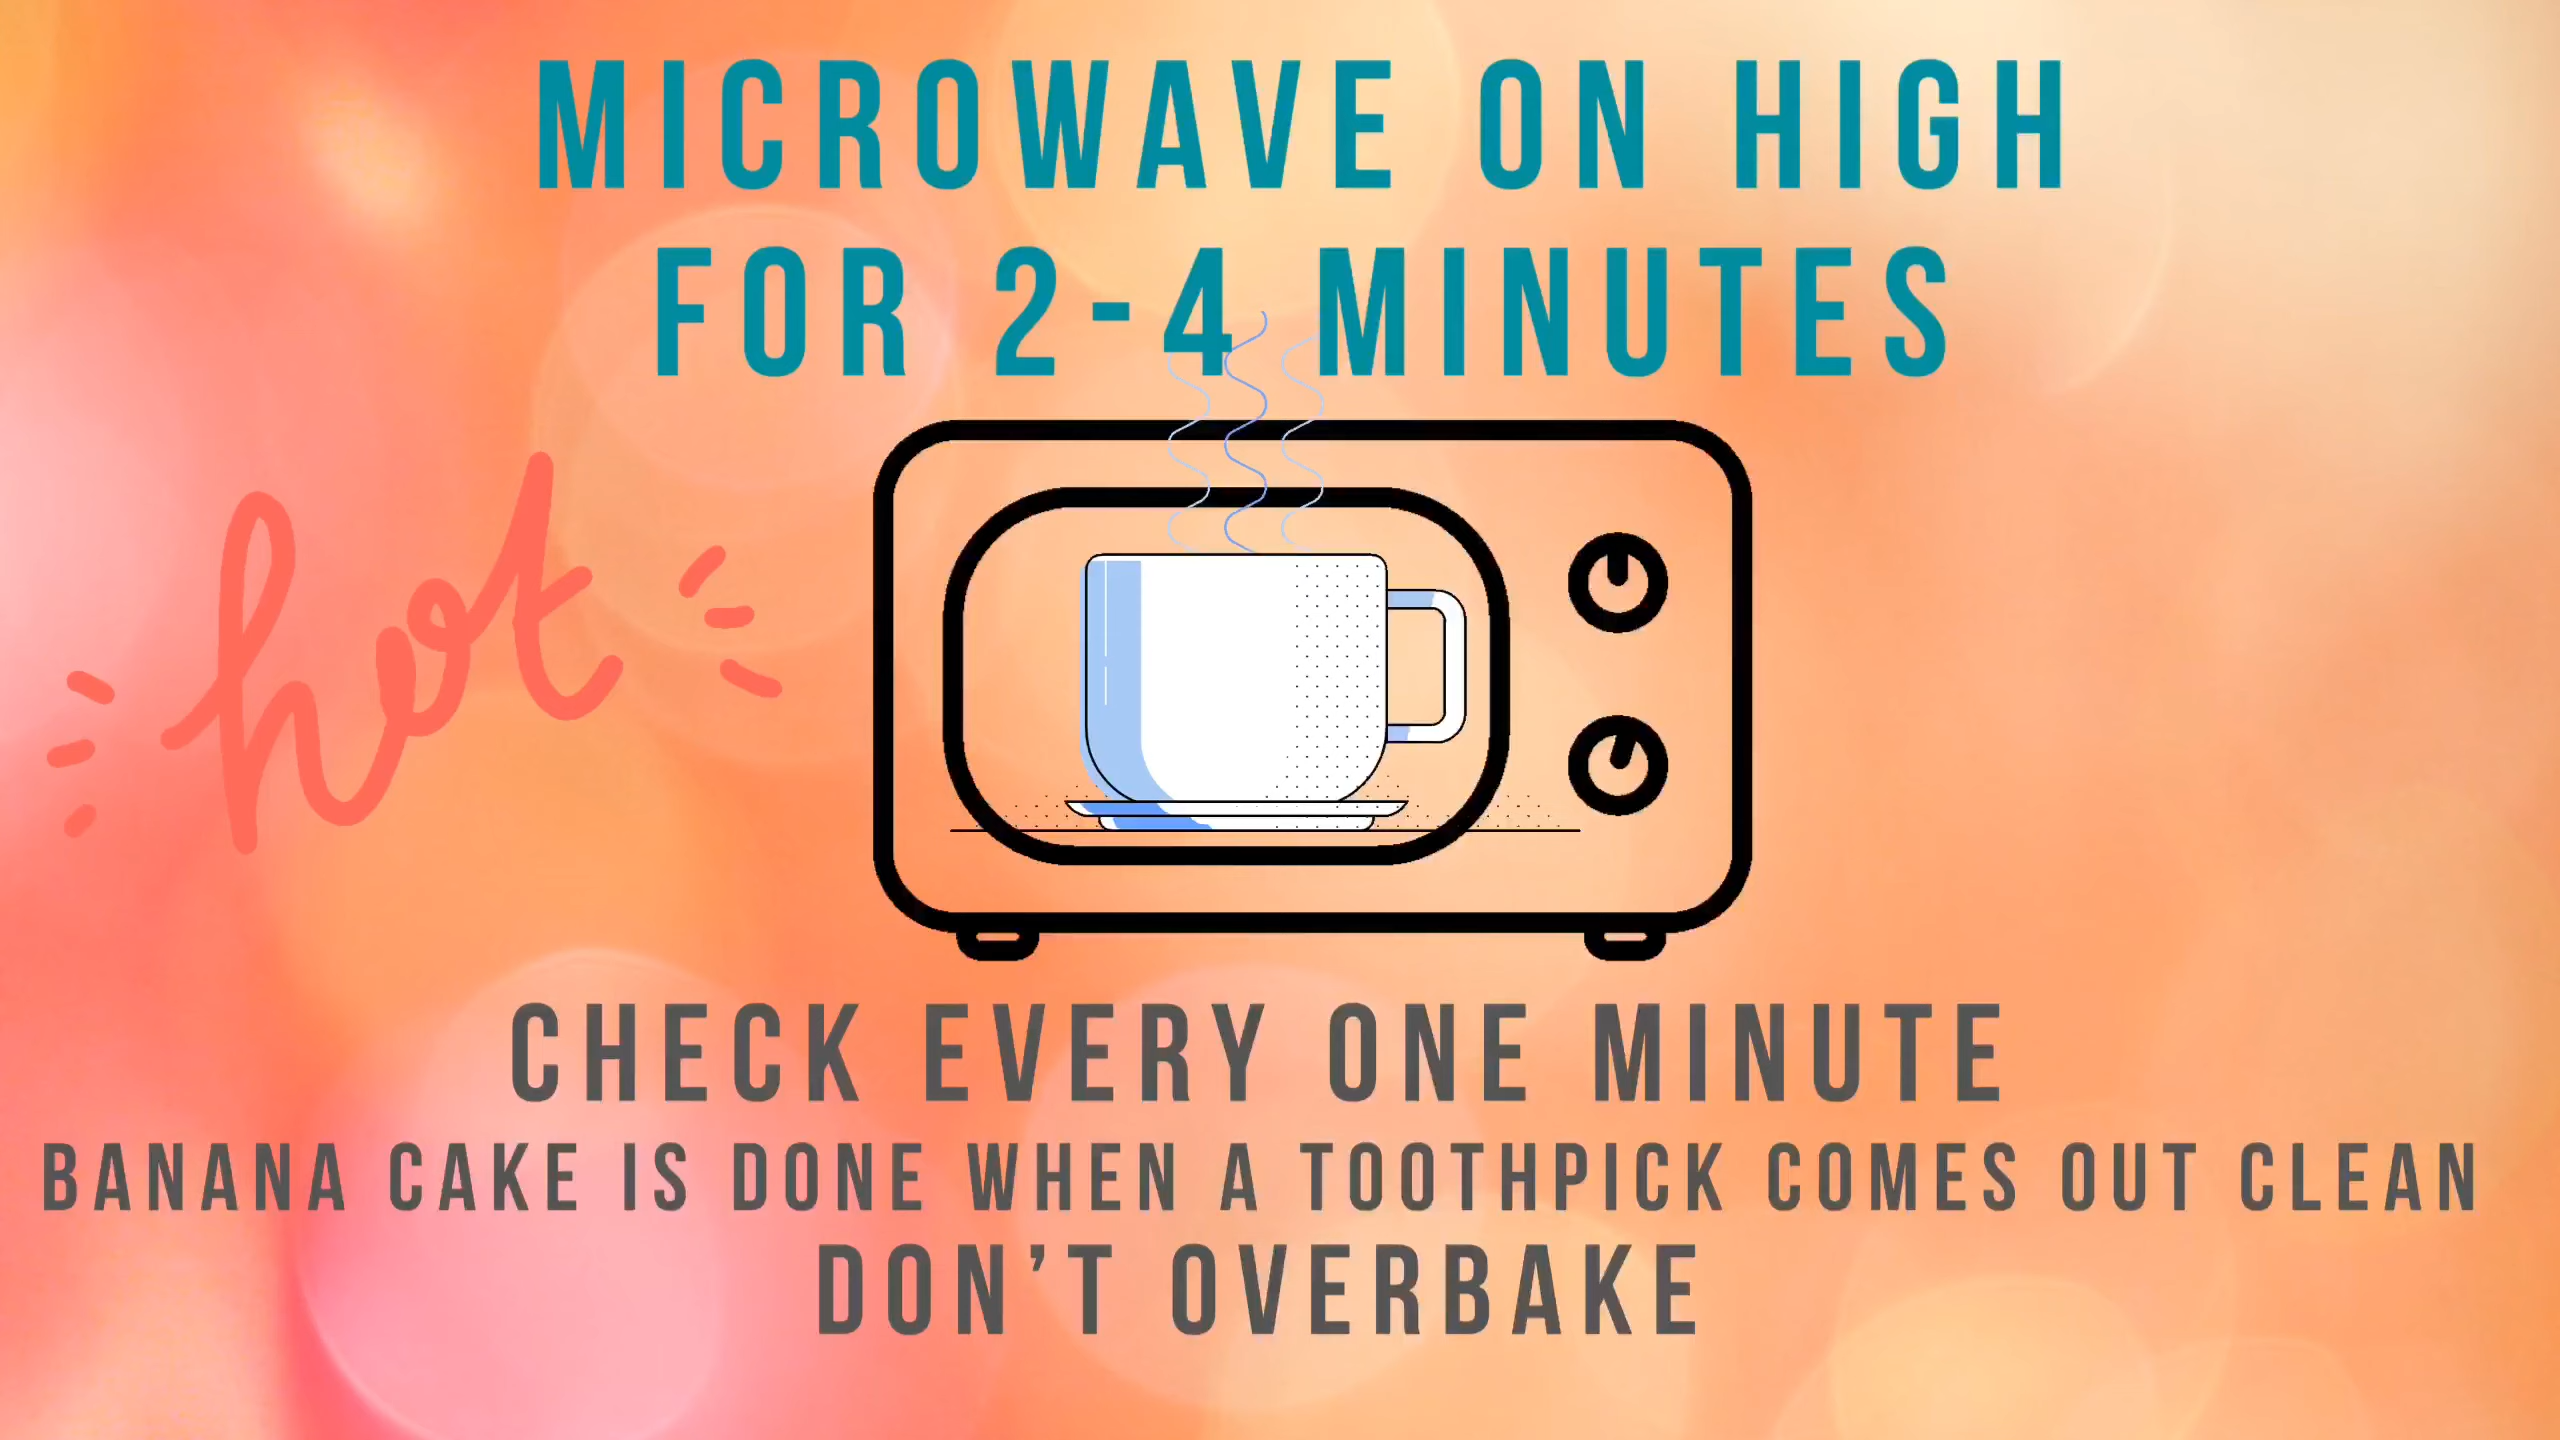 MICROWAVE ON HIGH
FOR 2-4 MINUTES
hot
CHECK EVERY ONE MINUTE
BANANA CAKE IS DONE WHEN A TOOTHPICK COMES OUT CLEAN
DON'T OVERBAKE